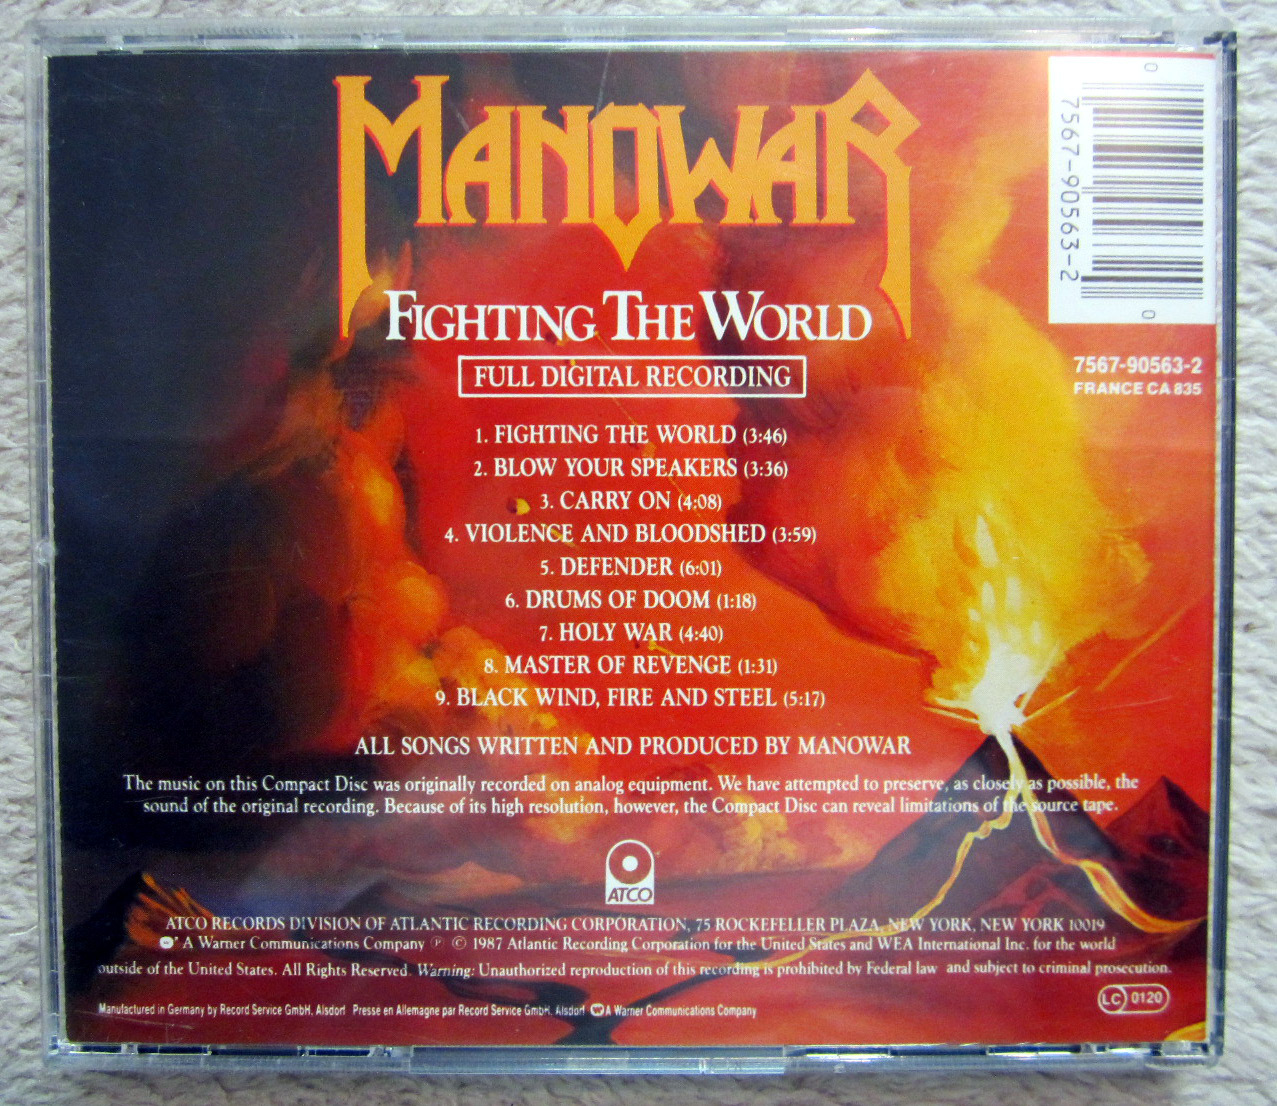 MANOWAR
FIGHTING THE WORLD
FULL DIGITAL RECORDING
1. FIGHTING THE WORLD (3:46)
2. BLOW YOUR SPEAKERS (3:36)
3. CARRY ON (4:08)
4. VIOLENCE AND BLOODSHED (3:59)
5. DEFENDER (6:01)
6. DRUMS OF DOOM (1:18)
7. HOLY WAR (4:40)
8. MASTER OF REVENGE (1:31)
9. BLACK WIND, FIRE AND STEEL (5:17)
ALL SONGS WRITTEN AND PRODUCED BY MANOWAR
The music on this Compact Disc was originally recorded on analog equipment. We have attempted to preserve, as closely as possible, the
sound of the original recording. Because of its high resolution, however, the Compact Disc can reveal limitations of the source tape.
ATCO
ATCO RECORDS DIVISION OF ATLANTIC RECORDING CORPORATION, 75 ROCKEFELLER PLAZA, NEW YORK, NEW YORK 10019
A Warner Communications Company ℗ © 1987 Atlantic Recording Corporation for the United States and WEA International Inc. for the world
outside of the United States. All Rights Reserved. Warning: Unauthorized reproduction of this recording is prohibited by Federal law and subject to criminal prosecution.
Manufactured in Germany by Record Service GmbH, Alsdorf Presse en Allemagne par Record Service GmbH, Alsdorf A Warner Communications Company
LC 0120
0 7567-90563-2 0
7567-90563-2
FRANCE CA 835